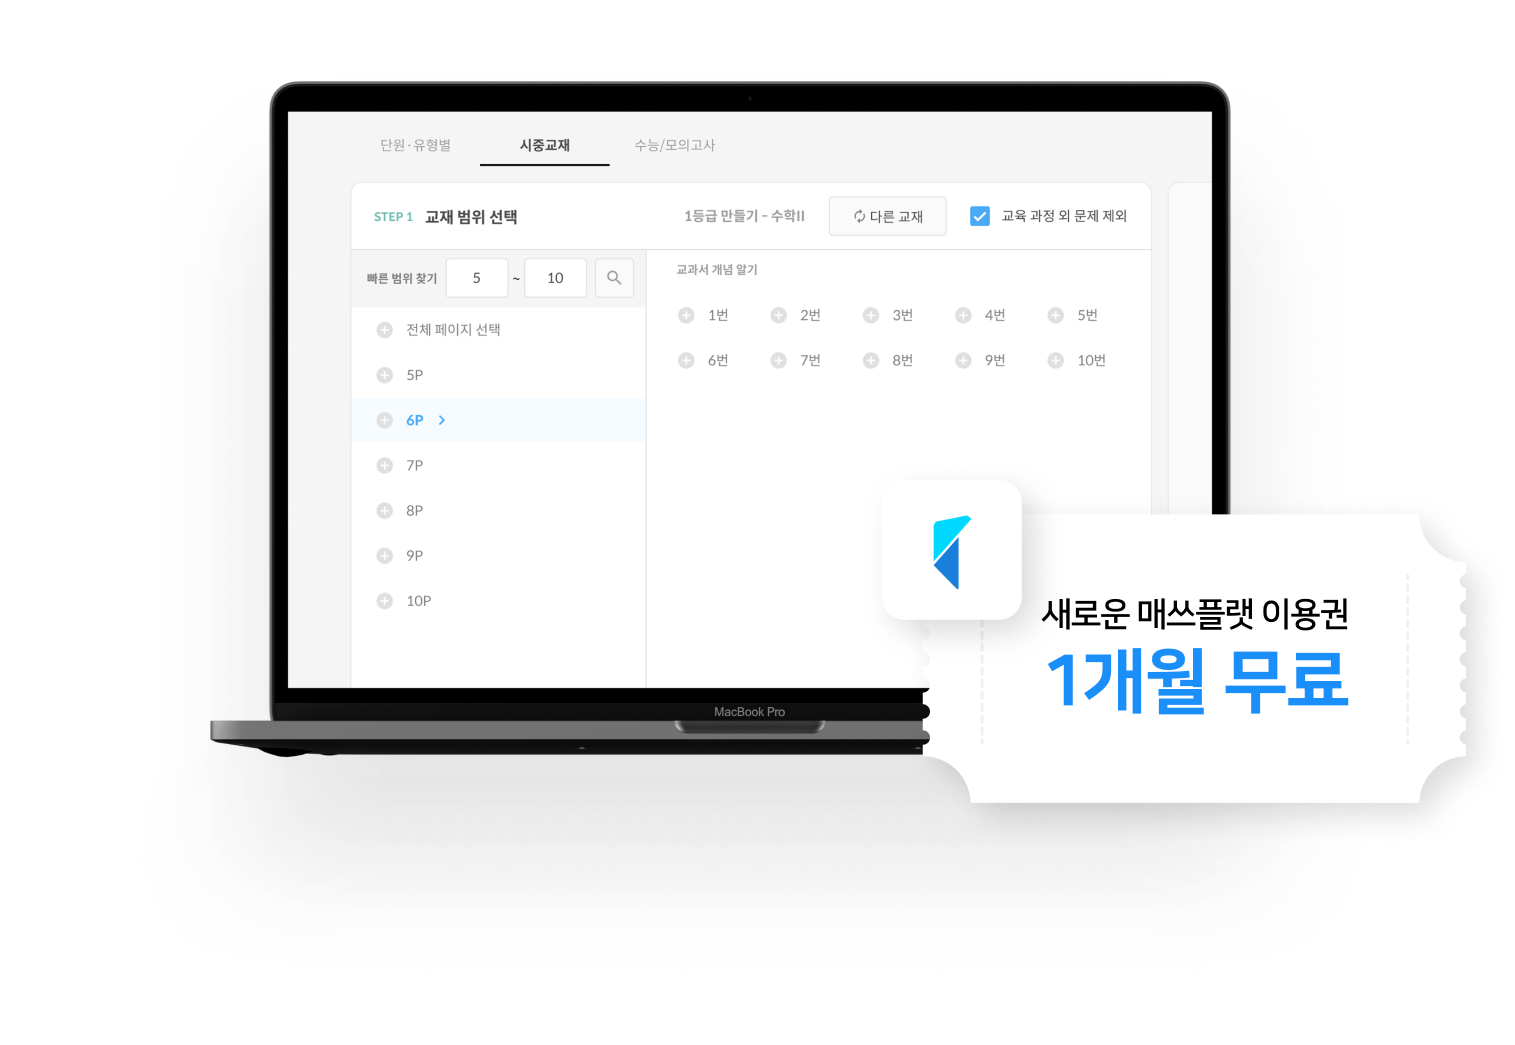 단원·유형별 시중교재 수능/모의고사
STEP 1 교재 범위 선택 1등급 만들기 - 수학II 다른 교재 교육 과정 외 문제 제외
빠른 범위 찾기 5 ~ 10
교과서 개념 알기
1번 2번 3번 4번 5번
6번 7번 8번 9번 10번
전체 페이지 선택
5P
6P
7P
8P
9P
10P
새로운 매쓰플랫 이용권
1개월 무료
MacBook Pro